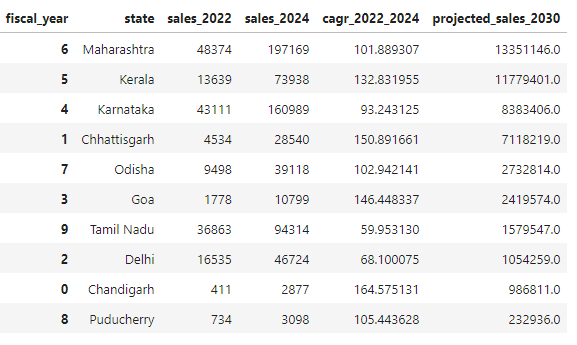 fiscal_year state sales_2022 sales_2024 cagr_2022_2024 projected_sales_2030
6 Maharashtra 48374 197169 101.889307 13351146.0
5 Kerala 13639 73938 132.831955 11779401.0
4 Karnataka 43111 160989 93.243125 8383406.0
1 Chhattisgarh 4534 28540 150.891661 7118219.0
7 Odisha 9498 39118 102.942141 2732814.0
3 Goa 1778 10799 146.448337 2419574.0
9 Tamil Nadu 36863 94314 59.953130 1579547.0
2 Delhi 16535 46724 68.100075 1054259.0
0 Chandigarh 411 2877 164.575131 986811.0
8 Puducherry 734 3098 105.443628 232936.0